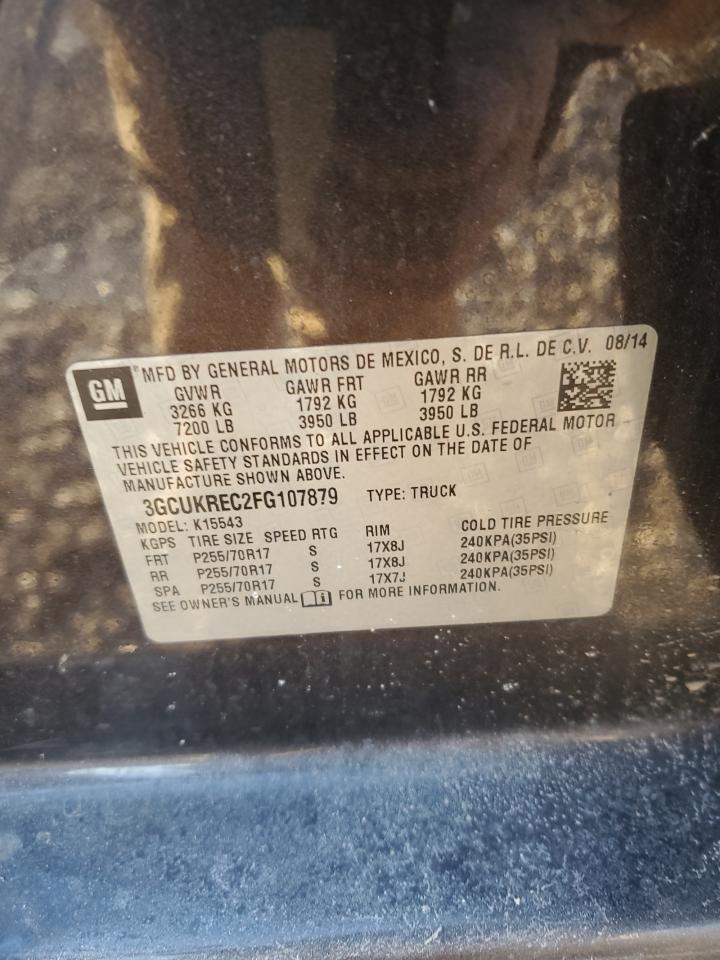 GM ®MFD BY GENERAL MOTORS DE MEXICO, S. DE R.L. DE C.V. 08/14
GVWR GAWR FRT GAWR RR
3266 KG 1792 KG 1792 KG
7200 LB 3950 LB 3950 LB
THIS VEHICLE CONFORMS TO ALL APPLICABLE U.S. FEDERAL MOTOR
VEHICLE SAFETY STANDARDS IN EFFECT ON THE DATE OF
MANUFACTURE SHOWN ABOVE.
3GCUKREC2FG107879 TYPE: TRUCK
MODEL: K15543
KGPS TIRE SIZE SPEED RTG RIM COLD TIRE PRESSURE
FRT P255/70R17 S 17X8J 240KPA(35PSI)
RR P255/70R17 S 17X8J 240KPA(35PSI)
SPA P255/70R17 S 17X7J 240KPA(35PSI)
SEE OWNER'S MANUAL FOR MORE INFORMATION.